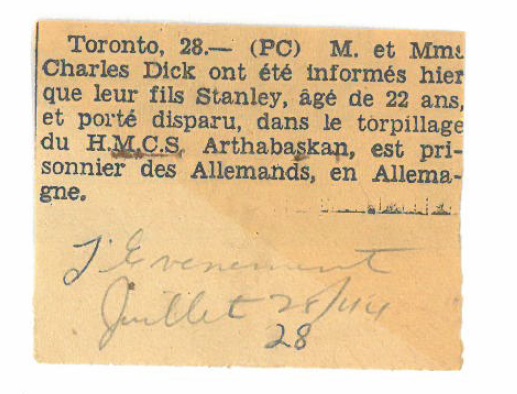 Toronto, 28.— (PC) M. et Mme
Charles Dick ont été informés hier
que leur fils Stanley, âgé de 22 ans,
et porté disparu, dans le torpillage
du H.M.C.S. Arthabaskan, est pri-
sonnier des Allemands, en Allema-
gne.
L'Evenement
Juillet 28/44
28